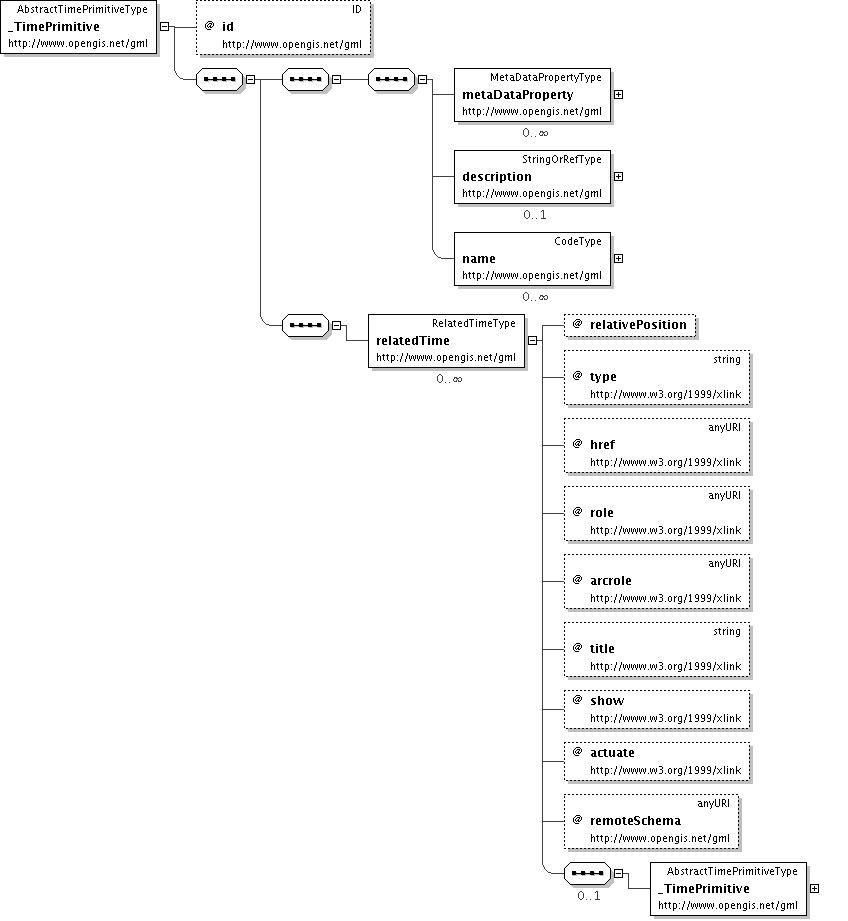 AbstractTimePrimitiveType
_TimePrimitive
http://www.opengis.net/gml
ID
@ id
http://www.opengis.net/gml
MetaDataPropertyType
metaDataProperty
http://www.opengis.net/gml
0..∞
StringOrRefType
description
http://www.opengis.net/gml
0..1
CodeType
name
http://www.opengis.net/gml
0..∞
RelatedTimeType
relatedTime
http://www.opengis.net/gml
0..∞
@ relativePosition
string
@ type
http://www.w3.org/1999/xlink
anyURI
@ href
http://www.w3.org/1999/xlink
anyURI
@ role
http://www.w3.org/1999/xlink
anyURI
@ arcrole
http://www.w3.org/1999/xlink
string
@ title
http://www.w3.org/1999/xlink
@ show
http://www.w3.org/1999/xlink
@ actuate
http://www.w3.org/1999/xlink
anyURI
@ remoteSchema
http://www.opengis.net/gml
0..1
AbstractTimePrimitiveType
_TimePrimitive
http://www.opengis.net/gml